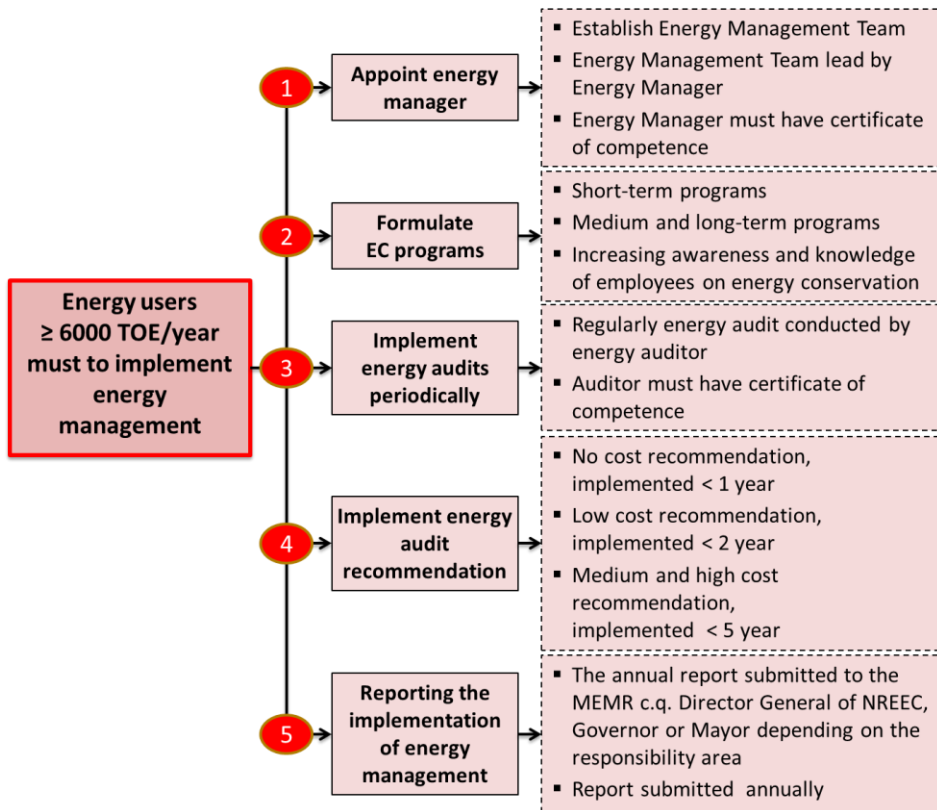 Energy users
≥ 6000 TOE/year
must to implement
energy
management
1
Appoint energy
manager
▪ Establish Energy Management Team
▪ Energy Management Team lead by
Energy Manager
▪ Energy Manager must have certificate
of competence
2
Formulate
EC programs
▪ Short-term programs
▪ Medium and long-term programs
▪ Increasing awareness and knowledge
of employees on energy conservation
3
Implement
energy audits
periodically
▪ Regularly energy audit conducted by
energy auditor
▪ Auditor must have certificate of
competence
4
Implement energy
audit
recommendation
▪ No cost recommendation,
implemented < 1 year
▪ Low cost recommendation,
implemented < 2 year
▪ Medium and high cost
recommendation,
implemented < 5 year
5
Reporting the
implementation
of energy
management
▪ The annual report submitted to the
MEMR c.q. Director General of NREEC,
Governor or Mayor depending on the
responsibility area
▪ Report submitted annually